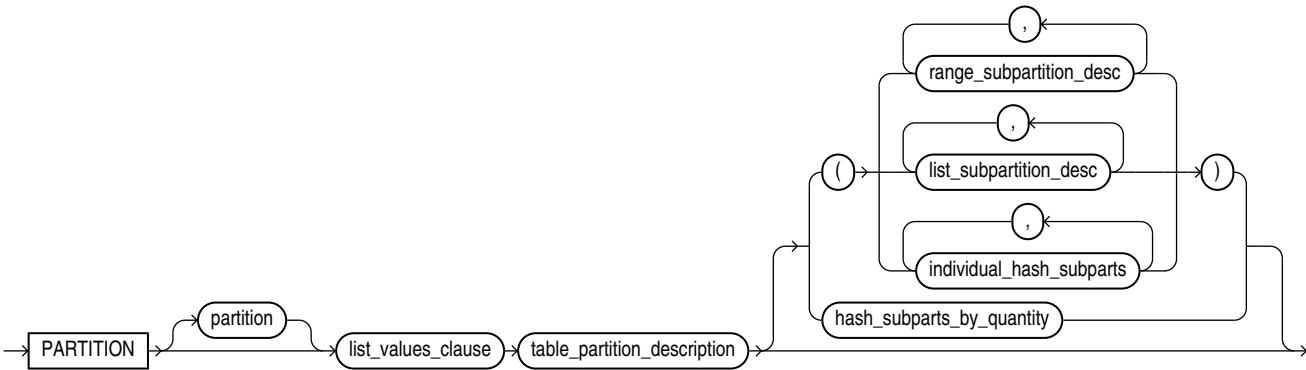 ,
range_subpartition_desc
,
( list_subpartition_desc )
,
individual_hash_subparts
partition hash_subparts_by_quantity
PARTITION list_values_clause table_partition_description